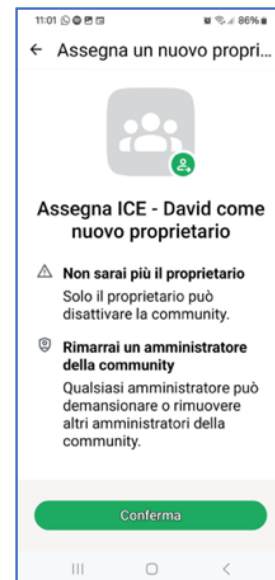 11:01
86%
Assegna un nuovo propri...
Assegna ICE - David come
nuovo proprietario
Non sarai più il proprietario
Solo il proprietario può
disattivare la community.
Rimarrai un amministratore
della community
Qualsiasi amministratore può
demansionare o rimuovere
altri amministratori della
community.
Conferma